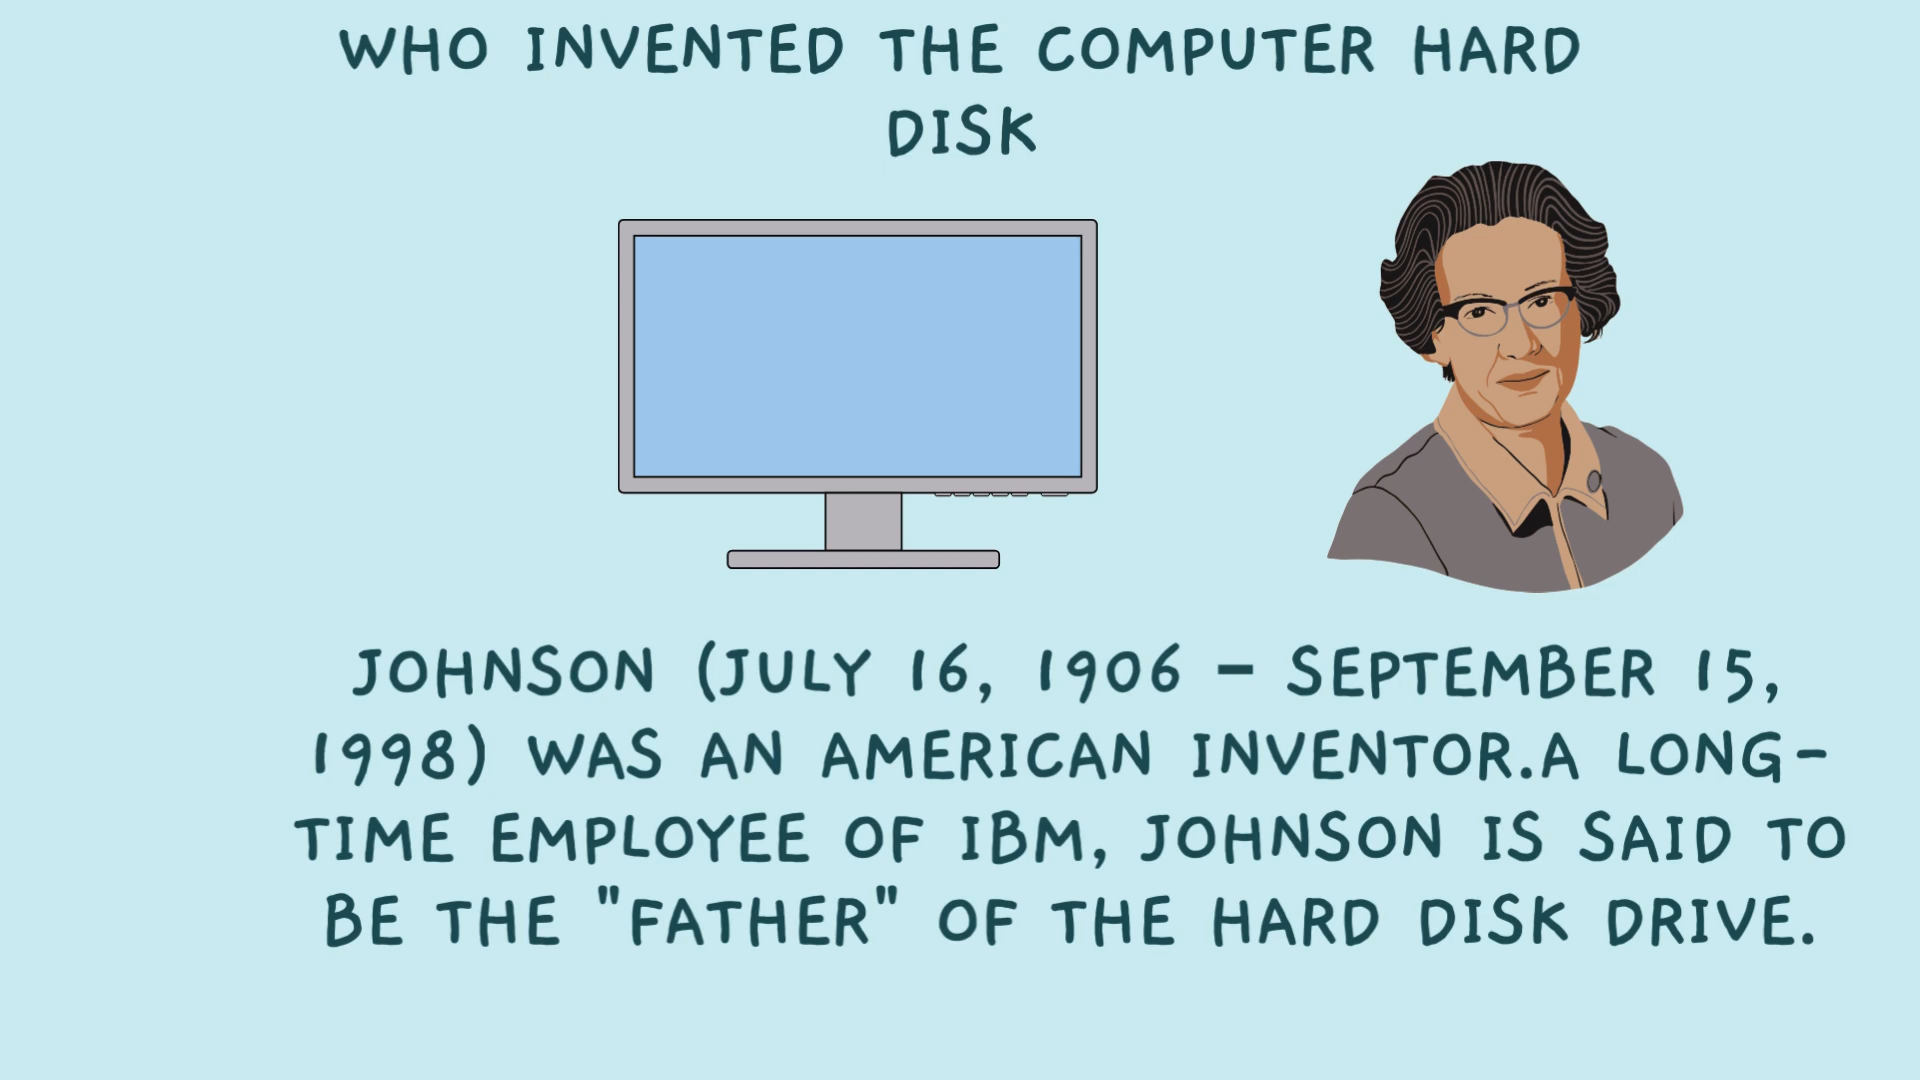 WHO INVENTED THE COMPUTER HARD
DISK
JOHNSON (JULY 16, 1906 – SEPTEMBER 15,
1998) WAS AN AMERICAN INVENTOR.A LONG-
TIME EMPLOYEE OF IBM, JOHNSON IS SAID TO
BE THE "FATHER" OF THE HARD DISK DRIVE.